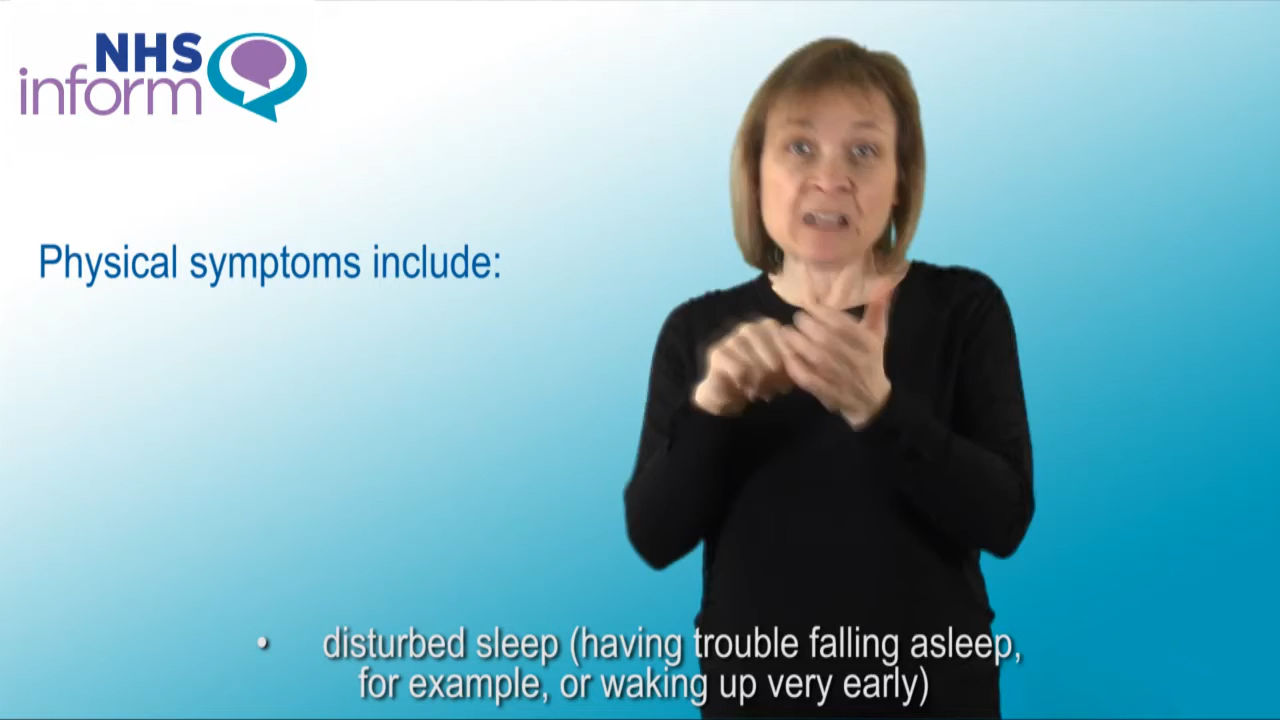 NHS
inform
Physical symptoms include:
• disturbed sleep (having trouble falling asleep,
for example, or waking up very early)